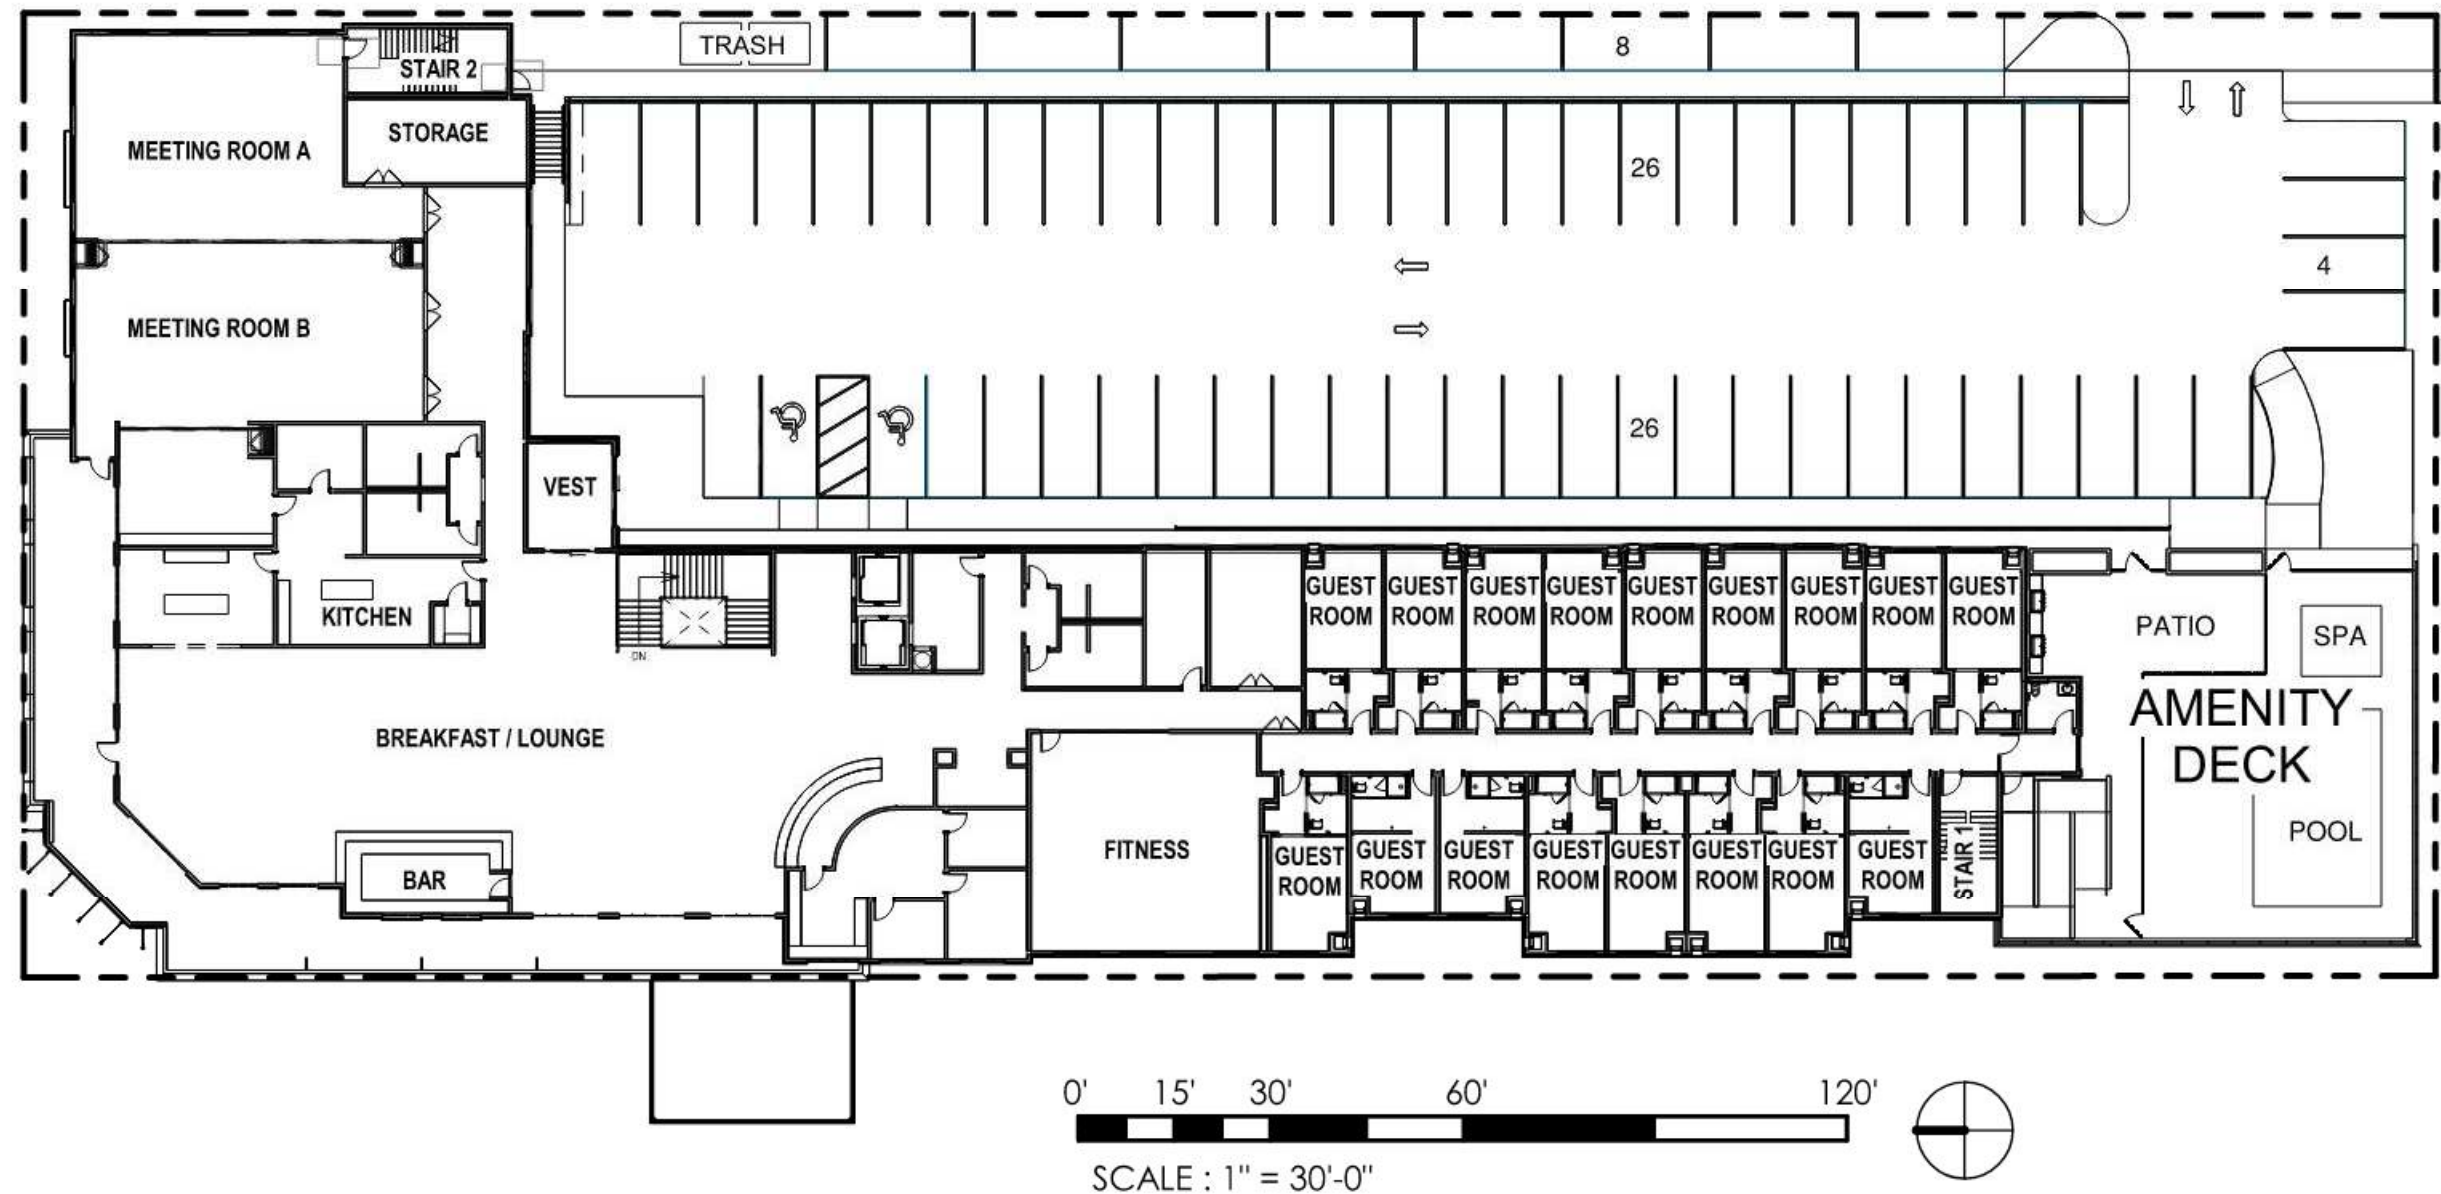 TRASH
8
STAIR 2
STORAGE
MEETING ROOM A
26
4
MEETING ROOM B
26
VEST
KITCHEN
DN.
GUEST
ROOM
GUEST
ROOM
GUEST
ROOM
GUEST
ROOM
GUEST
ROOM
GUEST
ROOM
GUEST
ROOM
GUEST
ROOM
GUEST
ROOM
PATIO
SPA
AMENITY
DECK
POOL
BREAKFAST / LOUNGE
BAR
FITNESS
GUEST
ROOM
GUEST
ROOM
GUEST
ROOM
GUEST
ROOM
GUEST
ROOM
GUEST
ROOM
GUEST
ROOM
GUEST
ROOM
STAIR 1
0' 15' 30' 60' 120'
SCALE : 1" = 30'-0"